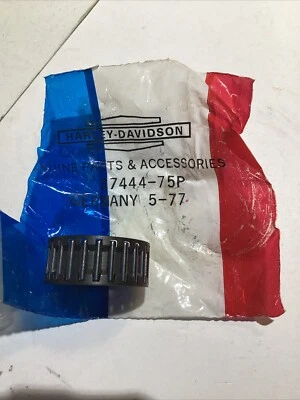 HARLEY-DAVIDSON
PARTS & ACCESSORIES
7444-75P
GERMANY 5-77